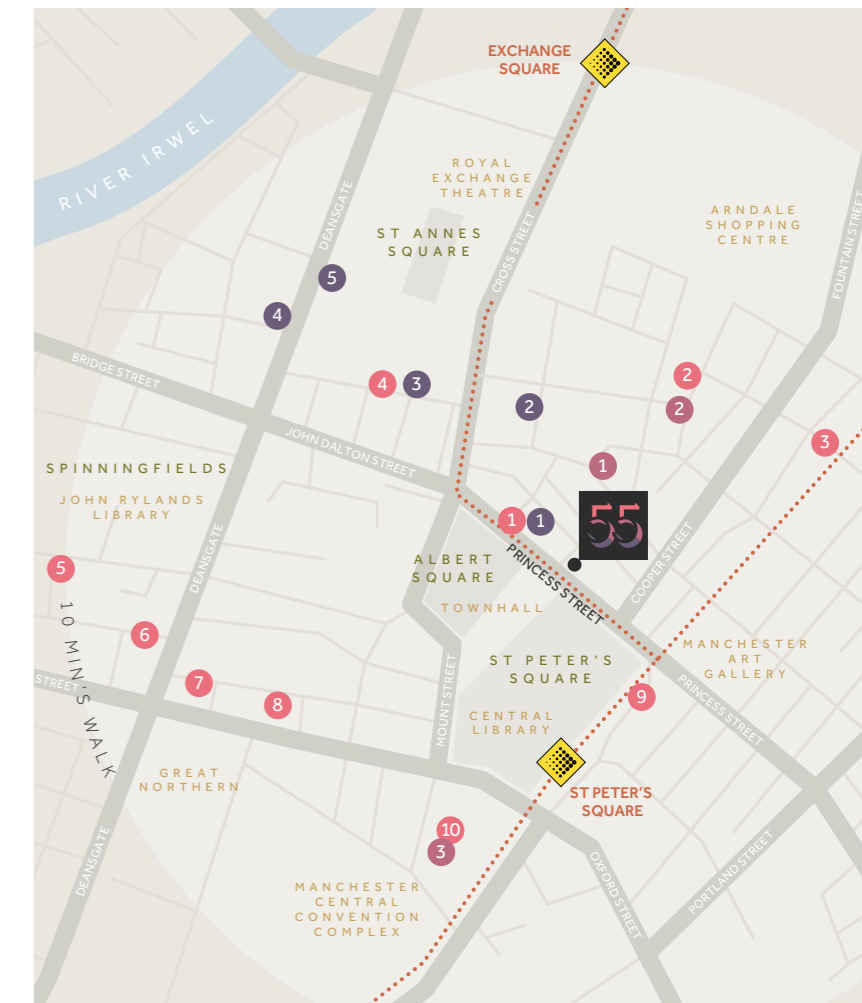 EXCHANGE
SQUARE
RIVER IRWEL
ROYAL
EXCHANGE
THEATRE
DEANSGATE
ST ANNES
SQUARE
ARNDALE
SHOPPING
CENTRE
FOUNTAIN STREET
CROSS STREET
5
4
BRIDGE STREET
4
3
2
2
2
3
JOHN DALTON STREET
SPINNINGFIELDS
JOHN RYLANDS
LIBRARY
1
1
1
55
DEANSGATE
ALBERT
SQUARE
PRINCESS STREET
COOPER STREET
5
TOWNHALL
10 MIN'S WALK
6
ST PETER'S
SQUARE
MANCHESTER
ART
GALLERY
STREET
7
8
MOUNT STREET
9
PRINCESS STREET
CENTRAL
LIBRARY
GREAT
NORTHERN
ST PETER'S
SQUARE
10
3
DEANSGATE
OXFORD STREET
PORTLAND STREET
MANCHESTER
CENTRAL
CONVENTION
COMPLEX